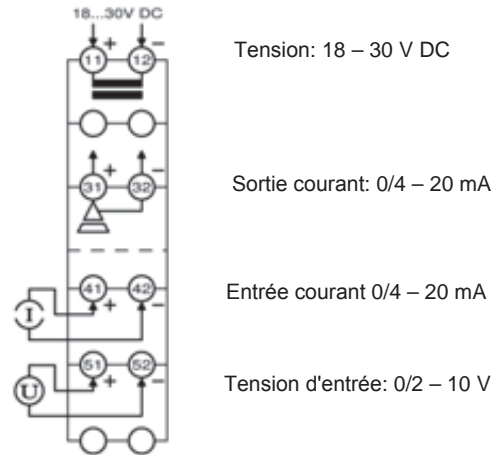 18...30V DC
+ −
11 12
Tension: 18 – 30 V DC
+ −
31 32
Sortie courant: 0/4 – 20 mA
41 42
+ −
I
Entrée courant 0/4 – 20 mA
51 52
+ −
U
Tension d'entrée: 0/2 – 10 V